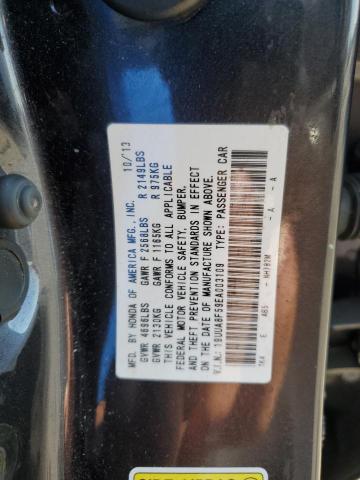 MFD. BY HONDA OF AMERICA MFG., INC. 10/13
GVWR 4696LBS GAWR F 2568LBS R 2149LBS
GVWR 2130KG GAWR F 1165KG R 975KG
THIS VEHICLE CONFORMS TO ALL APPLICABLE
FEDERAL MOTOR VEHICLE SAFETY, BUMPER,
AND THEFT PREVENTION STANDARDS IN EFFECT
ON THE DATE OF MANUFACTURE SHOWN ABOVE.
V.I.N.: 19UUA8F59EA003109 TYPE: PASSENGER CAR
TK4 E A - A - A